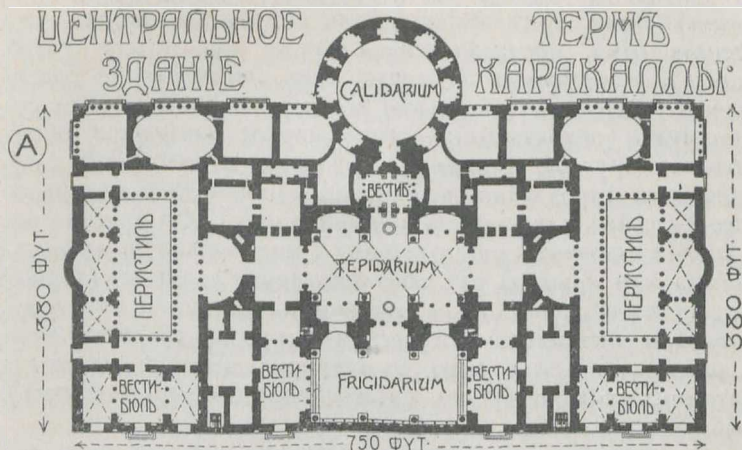 ЦЕНТРАЛЬНОЕ
ЗДАНІЕ
ТЕРМЪ
КАРАКАЛЛЫ·
A
CALIDARIUM
ВЕСТИБ
380 ФУТ·
ПЕРИСТИЛЬ
TEPIDARIUM
ПЕРИСТИЛЬ
380 ФУТ·
ВЕСТИ-
БЮЛЬ
ВЕСТИ-
БЮЛЬ
FRIGIDARIUM
ВЕСТИ-
БЮЛЬ
ВЕСТИ-
БЮЛЬ
750 ФУТ·